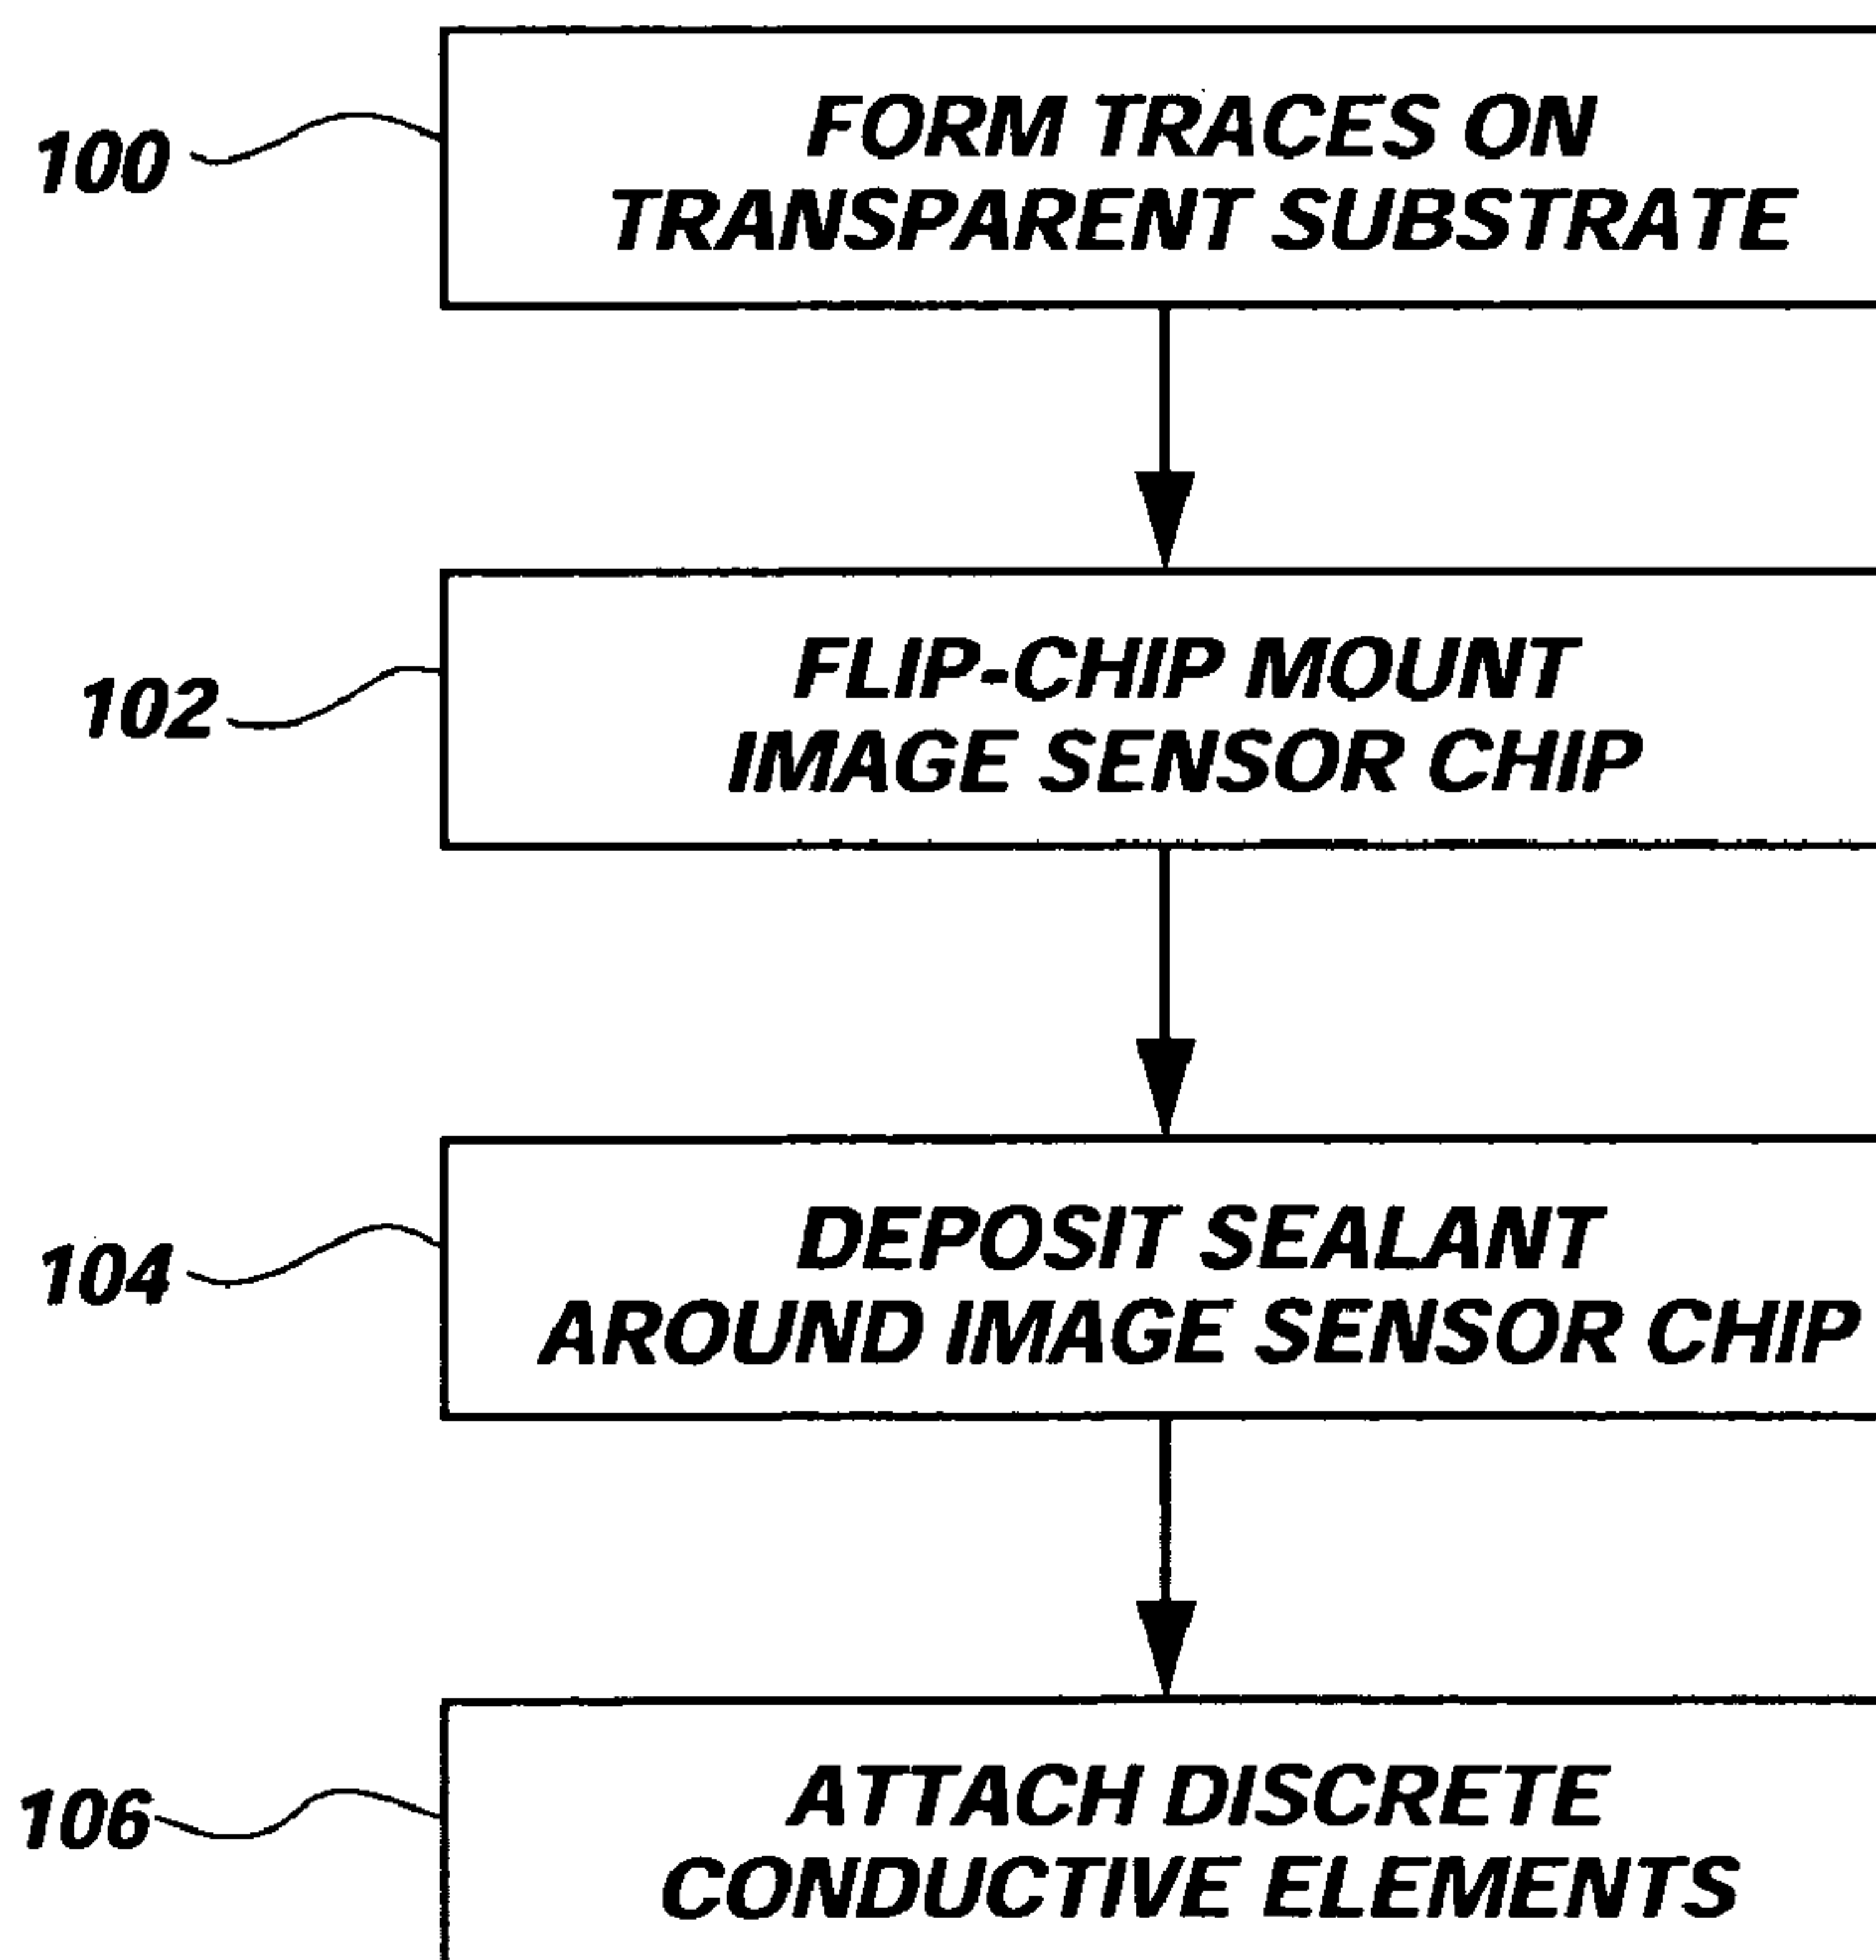 100
FORM TRACES ON
TRANSPARENT SUBSTRATE
102
FLIP-CHIP MOUNT
IMAGE SENSOR CHIP
104
DEPOSIT SEALANT
AROUND IMAGE SENSOR CHIP
106
ATTACH DISCRETE
CONDUCTIVE ELEMENTS